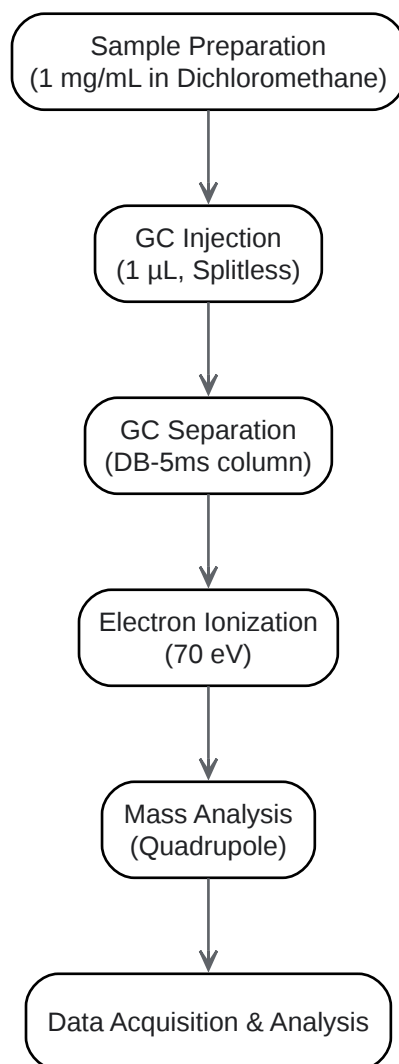 Sample Preparation
(1 mg/mL in Dichloromethane)
GC Injection
(1 µL, Splitless)
GC Separation
(DB-5ms column)
Electron Ionization
(70 eV)
Mass Analysis
(Quadrupole)
Data Acquisition & Analysis